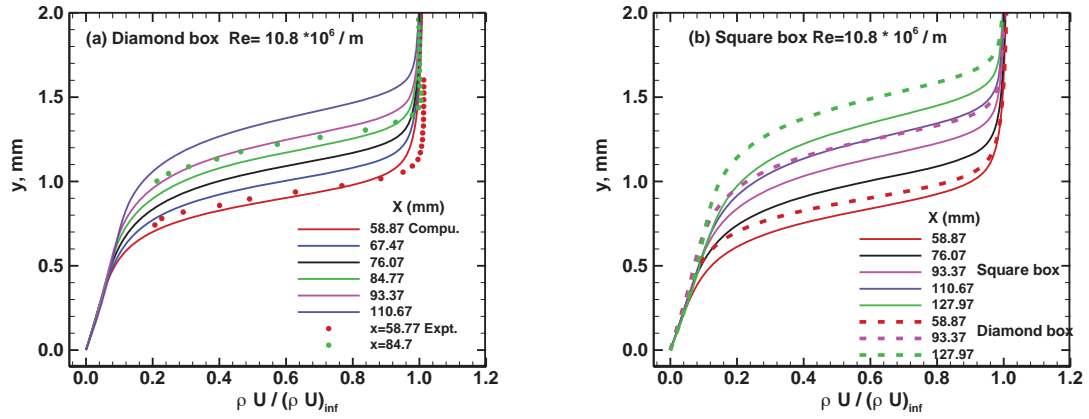 (a) Diamond box Re= 10.8 *10^6 / m
y, mm
2.0
1.5
1.0
0.5
0.0
X (mm)
58.87 Compu.
67.47
76.07
84.77
93.37
110.67
x=58.77 Expt.
x=84.7
0.0 0.2 0.4 0.6 0.8 1.0 1.2
ρ U / (ρ U)inf
(b) Square box Re=10.8 * 10^6 / m
y, mm
2.0
1.5
1.0
0.5
0.0
X (mm)
58.87
76.07
93.37 Square box
110.67
127.97
58.87
93.37 Diamond box
127.97
0.0 0.2 0.4 0.6 0.8 1.0 1.2
ρ U / (ρ U)inf